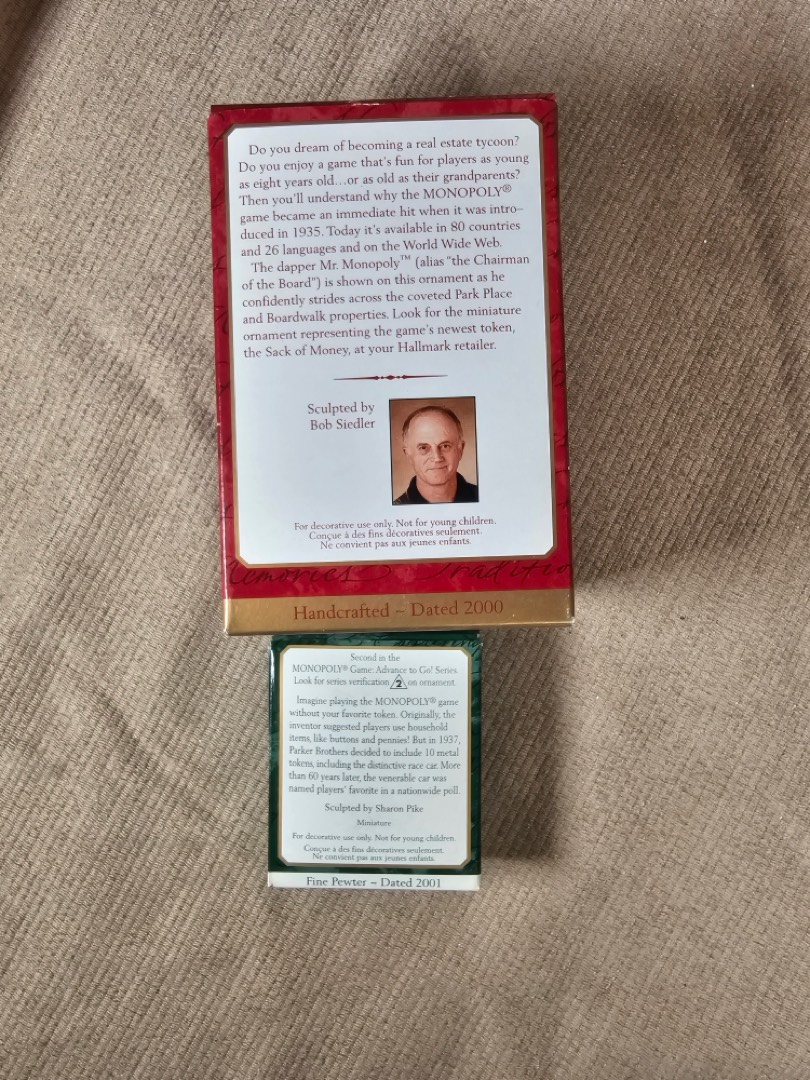 Do you dream of becoming a real estate tycoon?
Do you enjoy a game that's fun for players as young
as eight years old...or as old as their grandparents?
Then you'll understand why the MONOPOLY®
game became an immediate hit when it was intro–
duced in 1935. Today it's available in 80 countries
and 26 languages and on the World Wide Web.
The dapper Mr. Monopoly™ (alias "the Chairman
of the Board") is shown on this ornament as he
confidently strides across the coveted Park Place
and Boardwalk properties. Look for the miniature
ornament representing the game's newest token,
the Sack of Money, at your Hallmark retailer.
Sculpted by
Bob Siedler
For decorative use only. Not for young children.
Conçue à des fins décoratives seulement.
Ne convient pas aux jeunes enfants.
Memories Traditio
Handcrafted – Dated 2000
Second in the
MONOPOLY® Game: Advance to Go! Series
Look for series verification 2 on ornament.
Imagine playing the MONOPOLY® game
without your favorite token. Originally, the
inventor suggested players use household
items, like buttons and pennies! But in 1937,
Parker Brothers decided to include 10 metal
tokens, including the distinctive race car. More
than 60 years later, the venerable car was
named players' favorite in a nationwide poll.
Sculpted by Sharon Pike
Miniature
For decorative use only. Not for young children.
Conçue à des fins décoratives seulement.
Ne convient pas aux jeunes enfants.
Fine Pewter – Dated 2001